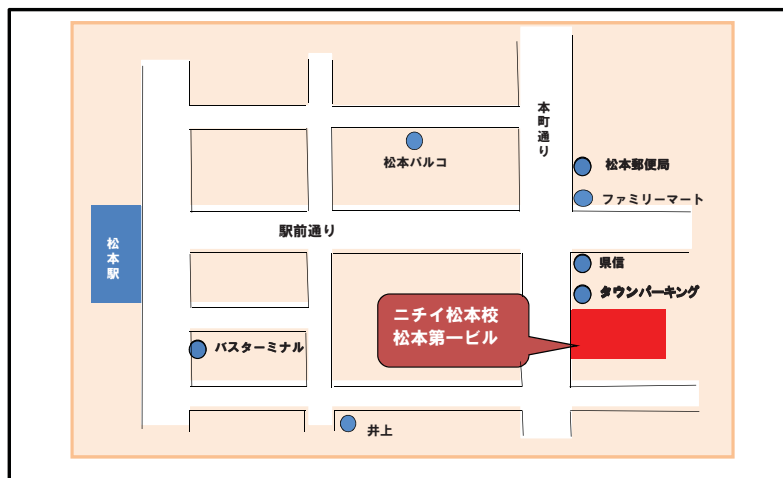 本町通り
松本パルコ
松本郵便局
ファミリーマート
松本駅
駅前通り
県信
タウンパーキング
ニチイ松本校
松本第一ビル
バスターミナル
井上